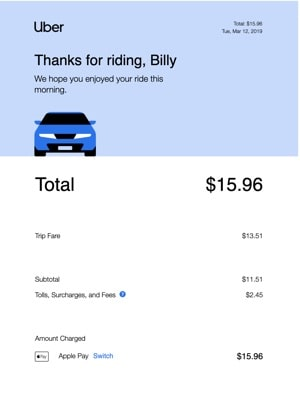 Uber
Total: $15.96
Tue, Mar 12, 2019
Thanks for riding, Billy
We hope you enjoyed your ride this
morning.
Total $15.96
Trip Fare $13.51
Subtotal $11.51
Tolls, Surcharges, and Fees ? $2.45
Amount Charged
Pay Apple Pay Switch $15.96